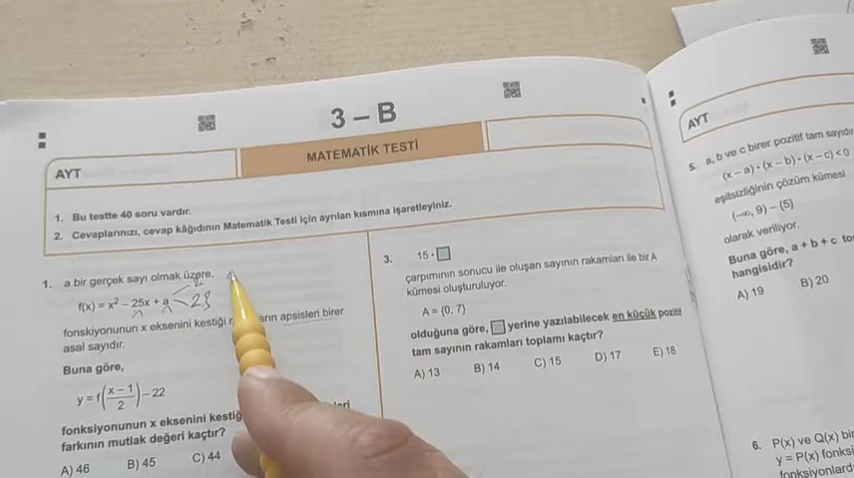 3 – B
AYT
MATEMATİK TESTİ
1. Bu testte 40 soru vardır.
2. Cevaplarınızı, cevap kâğıdının Matematik Testi için ayrılan kısmına işaretleyiniz.
1. a bir gerçek sayı olmak üzere,
f(x) = x² – 25x + a
2
23
fonskiyonunun x eksenini kestiği apsisleri birer
asal sayıdır.
Buna göre,
y = f((x – 1)/2) – 22
fonksiyonunun x eksenini kestiğ
farkının mutlak değeri kaçtır?
A) 46 B) 45 C) 44
3. 15 · □
çarpımının sonucu ile oluşan sayının rakamları ile bir A
kümesi oluşturuluyor.
A = {0, 7}
olduğuna göre, □ yerine yazılabilecek en küçük pozitif
tam sayının rakamları toplamı kaçtır?
A) 13 B) 14 C) 15 D) 17 E) 18
AYT
5. a, b ve c birer pozitif tam sayıdır
(x – a) · (x – b) · (x – c) < 0
eşitsizliğinin çözüm kümesi
(–∞, 9) – {5}
olarak veriliyor.
Buna göre, a + b + c to
hangisidir?
A) 19 B) 20
6. P(x) ve Q(x) bir
y = P(x) fonksi
fonksiyonlard